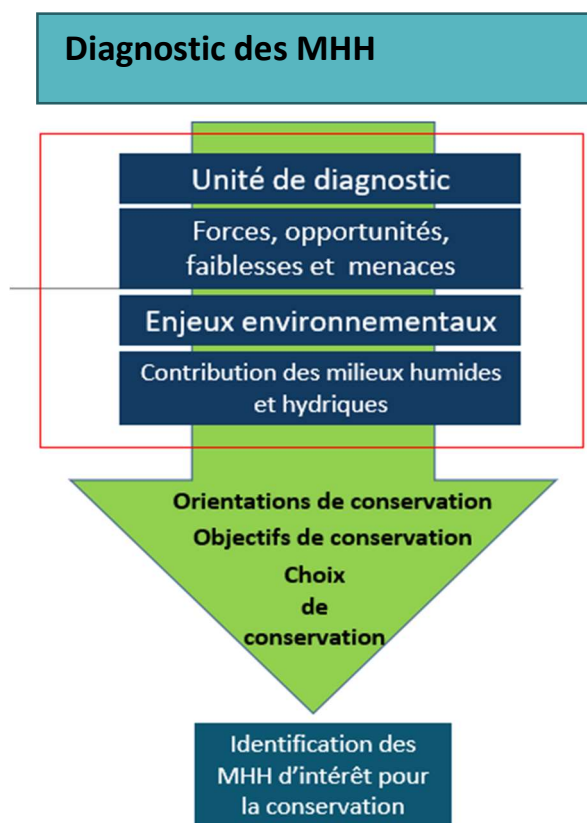 Diagnostic des MHH
Unité de diagnostic
Forces, opportunités,
faiblesses et menaces
Enjeux environnementaux
Contribution des milieux humides
et hydriques
Orientations de conservation
Objectifs de conservation
Choix
de
conservation
Identification des
MHH d'intérêt pour
la conservation